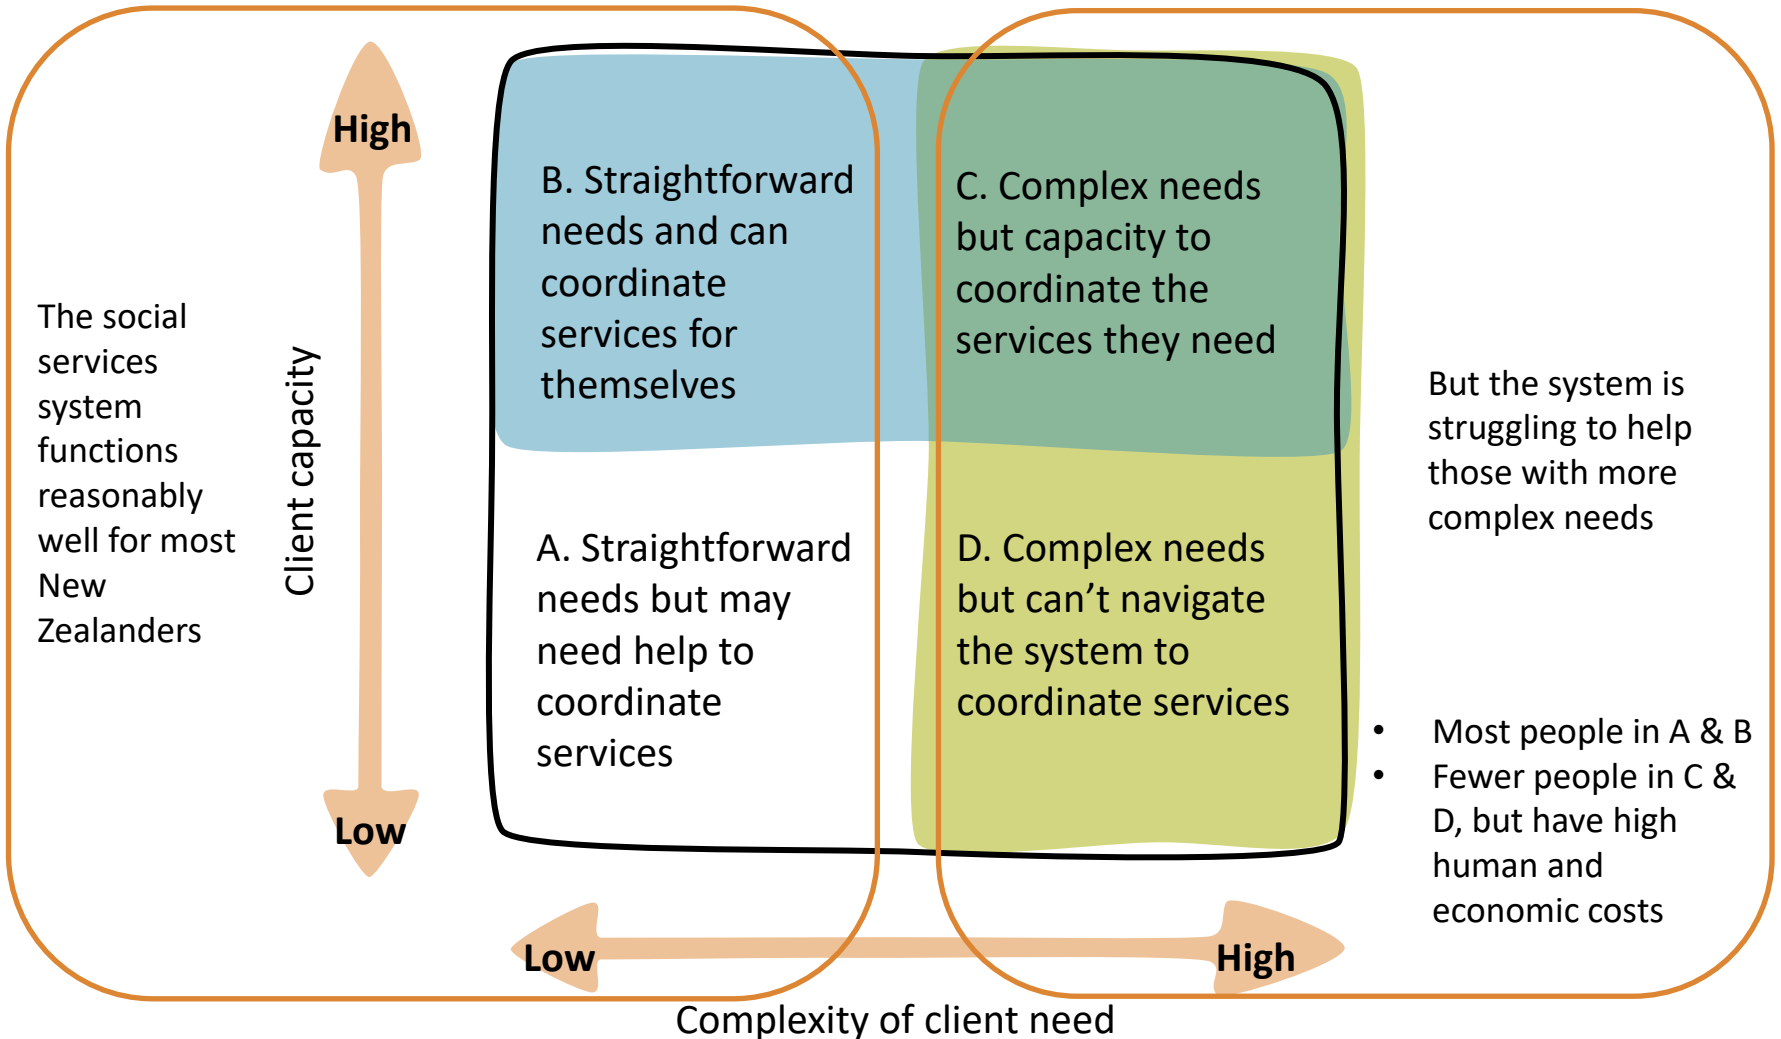 The social
services
system
functions
reasonably
well for most
New
Zealanders
Client capacity
High
Low
B. Straightforward
needs and can
coordinate
services for
themselves
C. Complex needs
but capacity to
coordinate the
services they need
A. Straightforward
needs but may
need help to
coordinate
services
D. Complex needs
but can’t navigate
the system to
coordinate services
But the system is
struggling to help
those with more
complex needs
• Most people in A & B
• Fewer people in C &
D, but have high
human and
economic costs
Low
High
Complexity of client need